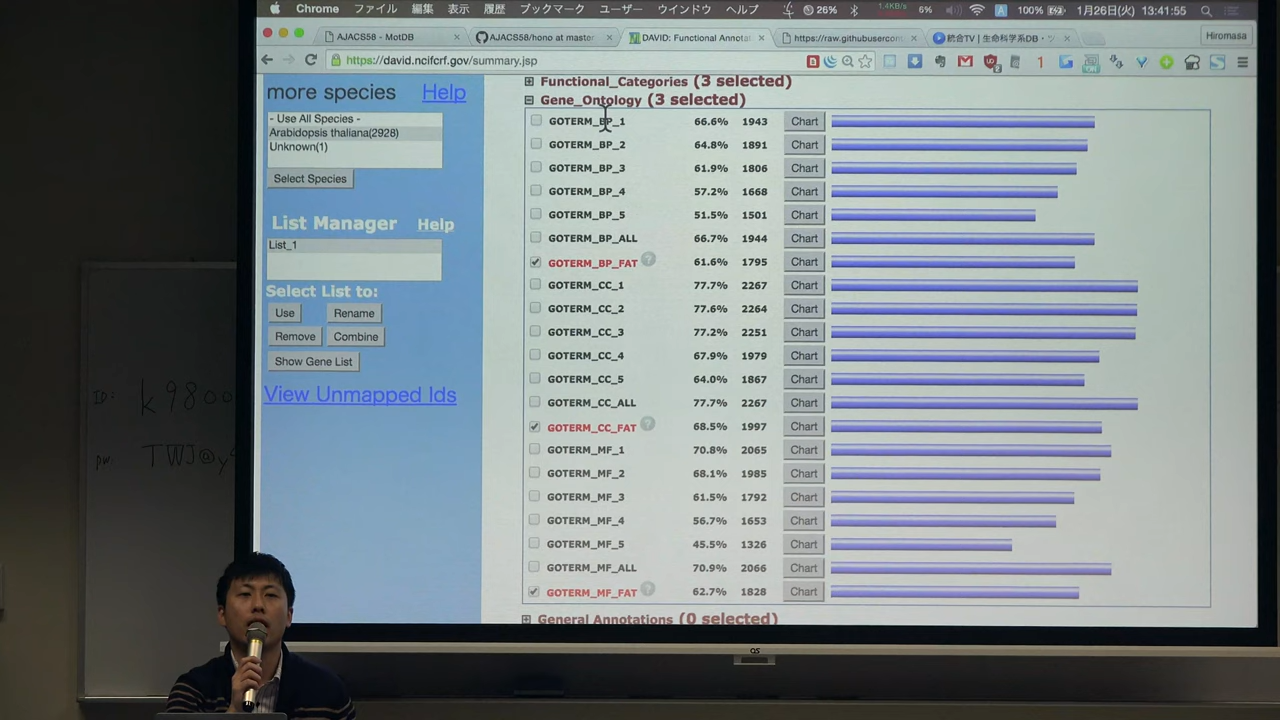 Chrome ファイル 編集 表示 履歴 ブックマーク ユーザー ウインドウ ヘルプ 26% 1.4KB/s 6% 100% 1月26日(火) 13:41:55
AJACS58 - MotDB
AJACS58/hono at master
DAVID: Functional Annota
https://raw.githubusercont
統合TV | 生命科学系DB・ツ
Hiromasa
https://david.ncifcrf.gov/summary.jsp
more species Help
- Use All Species -
Arabidopsis thaliana(2928)
Unknown(1)
Select Species
List Manager Help
List_1
Select List to:
Use Rename
Remove Combine
Show Gene List
View Unmapped Ids
Functional_Categories (3 selected)
Gene_Ontology (3 selected)
GOTERM_BP_1 66.6% 1943 Chart
GOTERM_BP_2 64.8% 1891 Chart
GOTERM_BP_3 61.9% 1806 Chart
GOTERM_BP_4 57.2% 1668 Chart
GOTERM_BP_5 51.5% 1501 Chart
GOTERM_BP_ALL 66.7% 1944 Chart
GOTERM_BP_FAT ? 61.6% 1795 Chart
GOTERM_CC_1 77.7% 2267 Chart
GOTERM_CC_2 77.6% 2264 Chart
GOTERM_CC_3 77.2% 2251 Chart
GOTERM_CC_4 67.9% 1979 Chart
GOTERM_CC_5 64.0% 1867 Chart
GOTERM_CC_ALL 77.7% 2267 Chart
GOTERM_CC_FAT ? 68.5% 1997 Chart
GOTERM_MF_1 70.8% 2065 Chart
GOTERM_MF_2 68.1% 1985 Chart
GOTERM_MF_3 61.5% 1792 Chart
GOTERM_MF_4 56.7% 1653 Chart
GOTERM_MF_5 45.5% 1326 Chart
GOTERM_MF_ALL 70.9% 2066 Chart
GOTERM_MF_FAT ? 62.7% 1828 Chart
General Annotations (0 selected)
ID: k9800
PW: TWJ@y